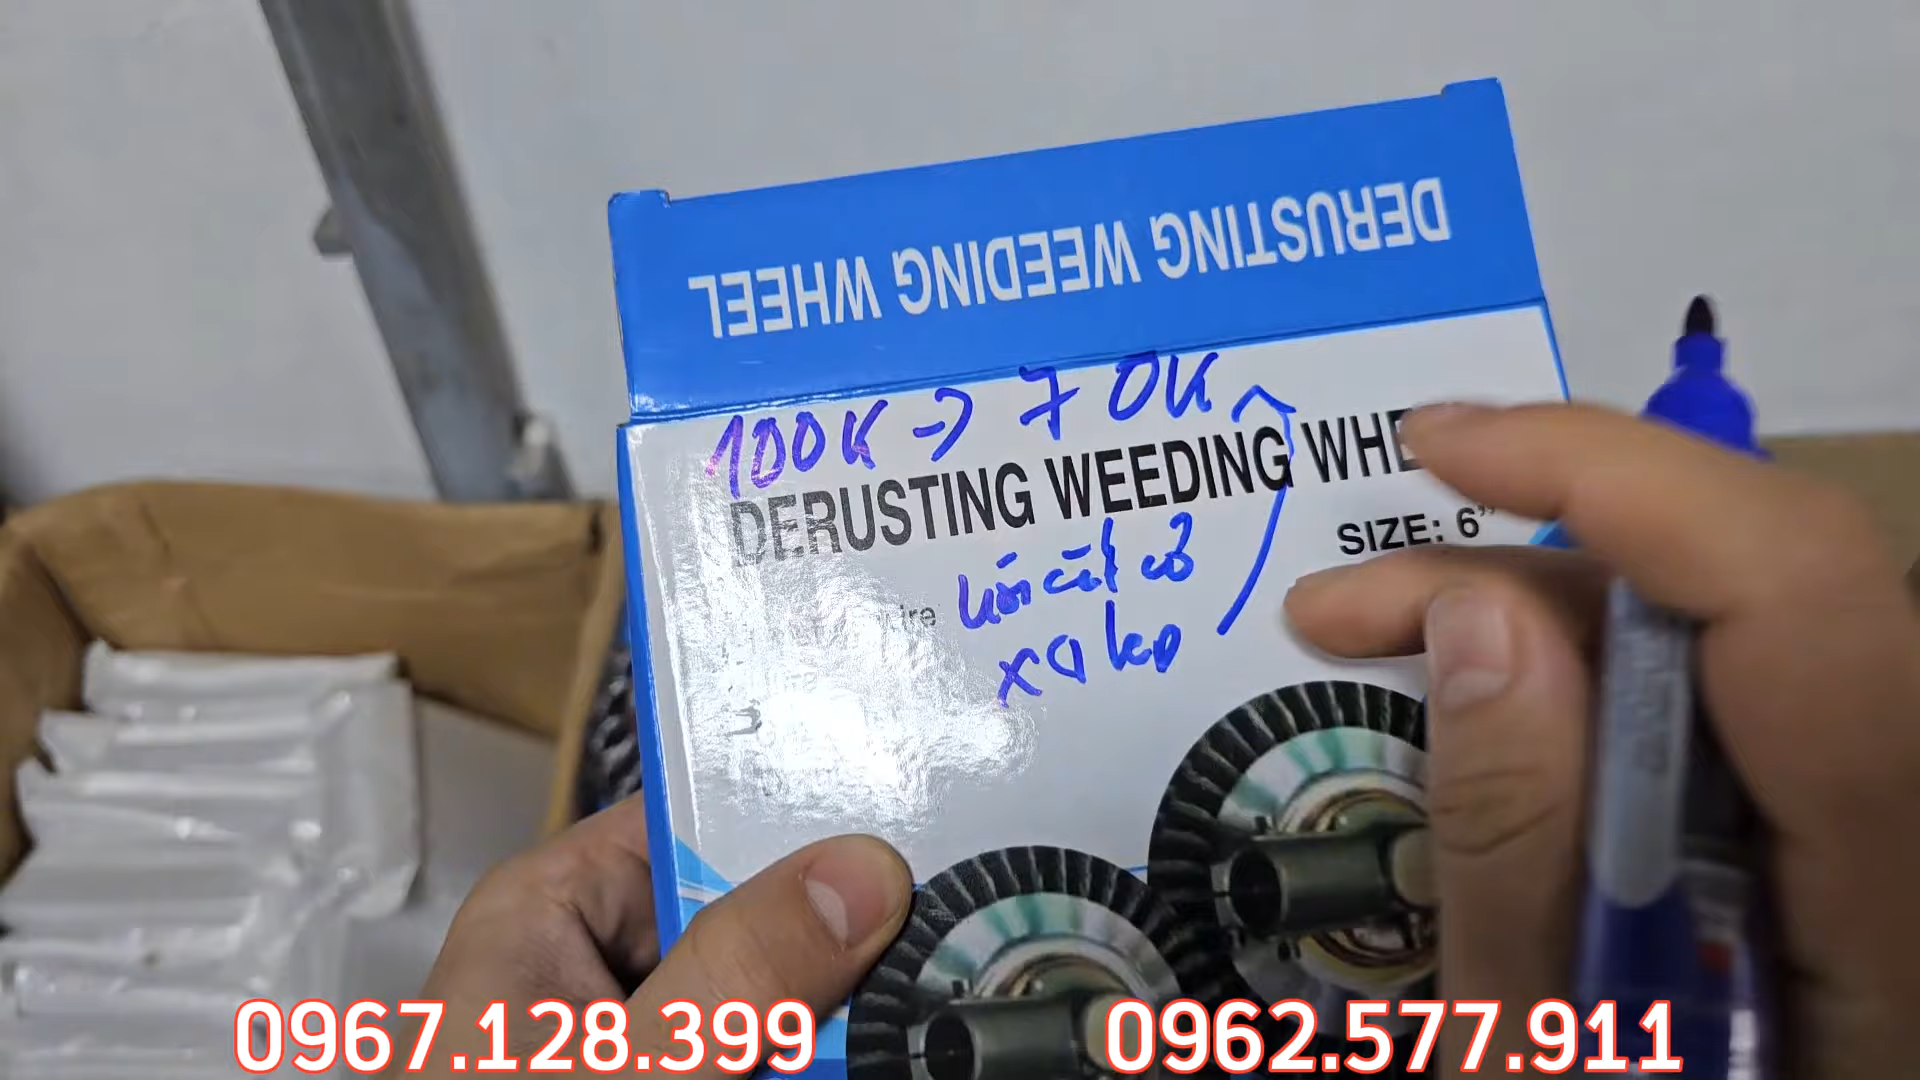 DERUSTING WEEDING WHEEL
100K -> 70K
DERUSTING WEEDING WHE
SIZE: 6"
lưới cắt cỏ
xả kho
0967.128.399
0962.577.911